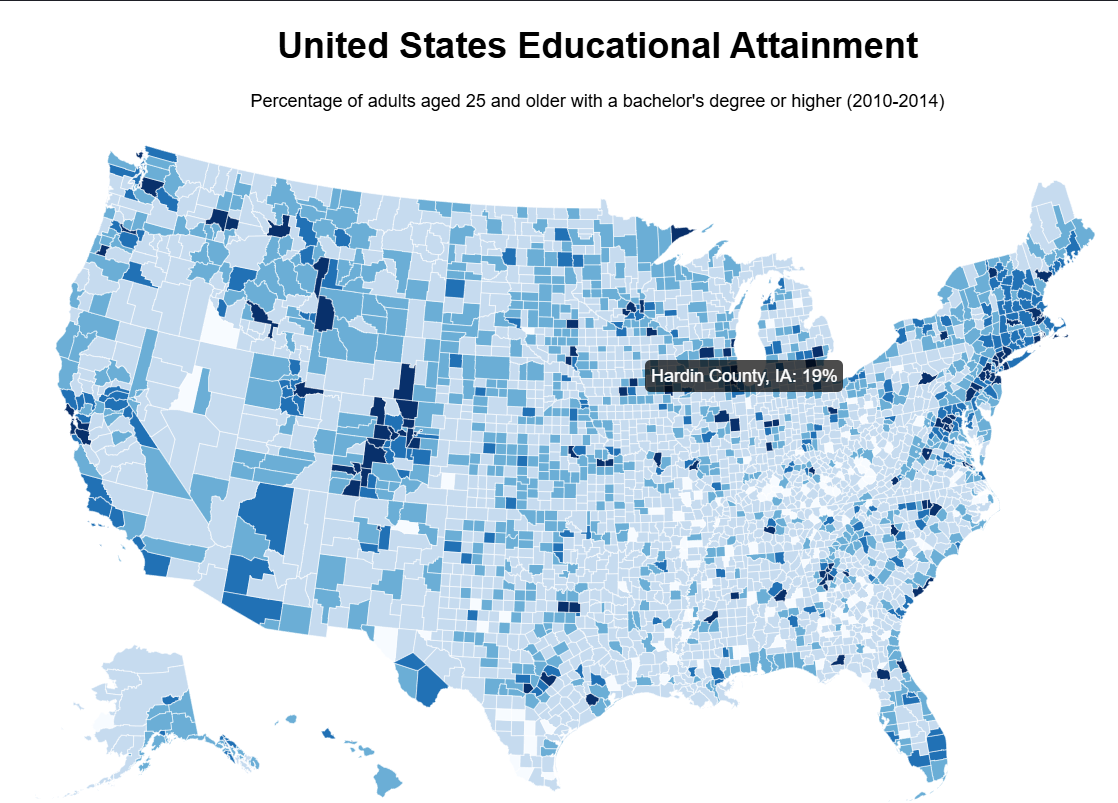 United States Educational Attainment
Percentage of adults aged 25 and older with a bachelor's degree or higher (2010-2014)
Hardin County, IA: 19%